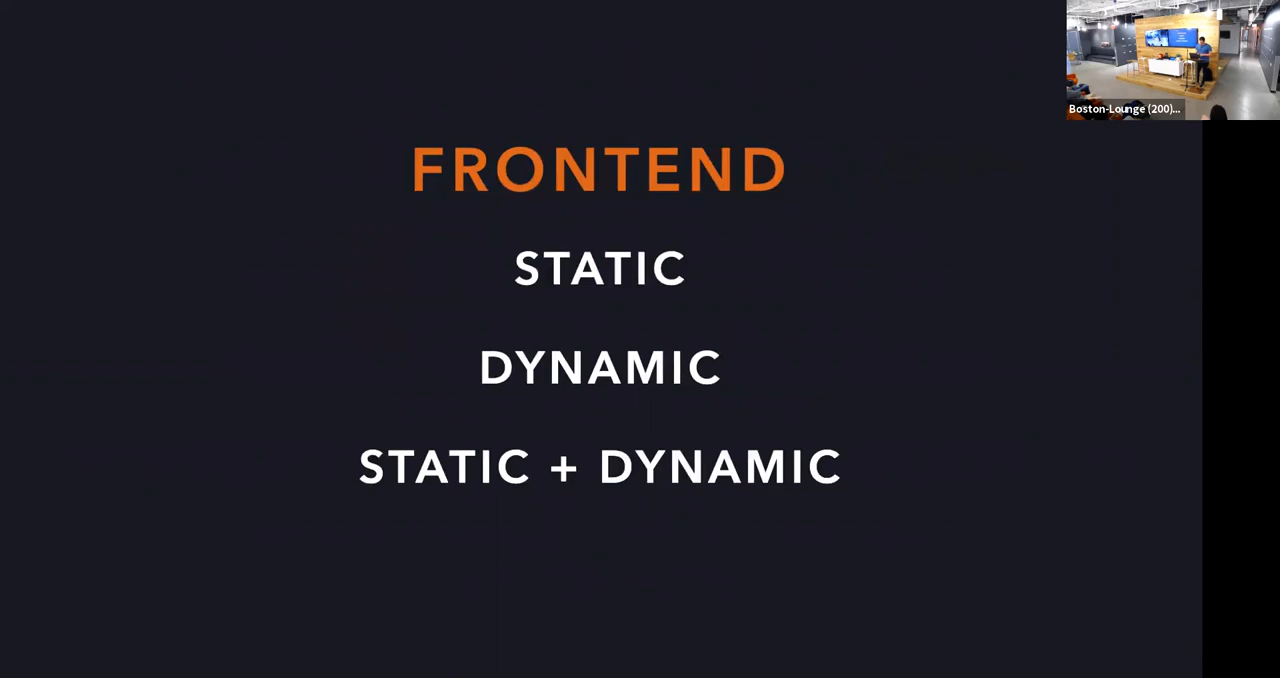 FRONTEND
STATIC
DYNAMIC
STATIC + DYNAMIC
Boston-Lounge (200)...